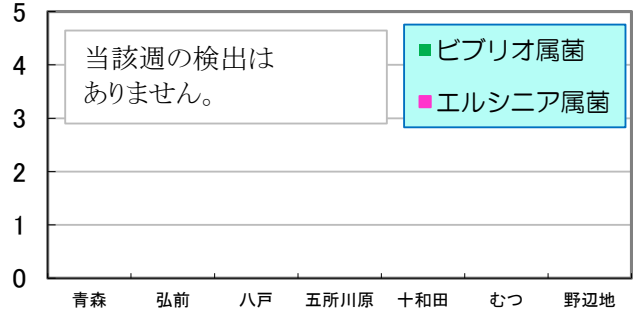 5
4
3
2
1
0
当該週の検出は
ありません。
■ビブリオ属菌
■エルシニア属菌
青森 弘前 八戸 五所川原 十和田 むつ 野辺地